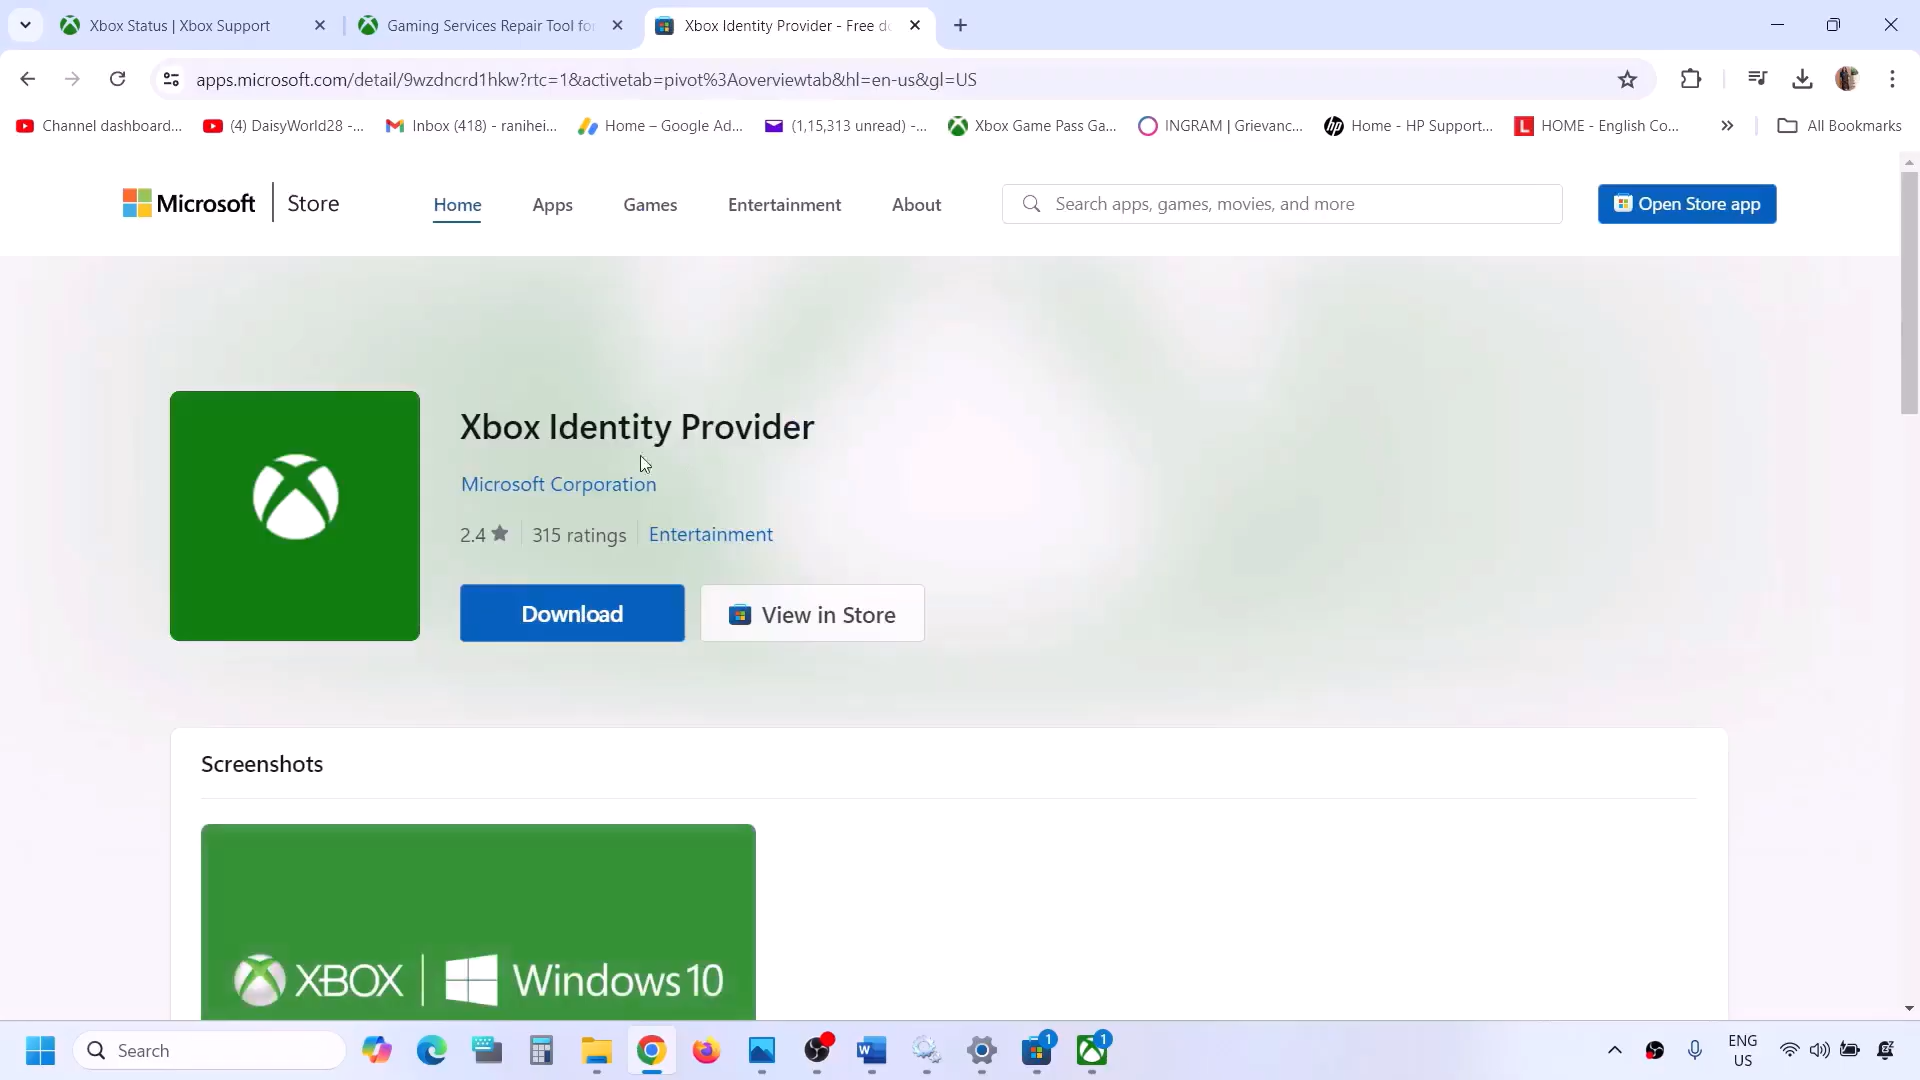 Xbox Status | Xbox Support
Gaming Services Repair Tool fo
Xbox Identity Provider - Free do
apps.microsoft.com/detail/9wzdncrd1hkw?rtc=1&activetab=pivot%3Aoverviewtab&hl=en-us&gl=US
Channel dashboard...
(4) DaisyWorld28 -...
Inbox (418) - ranihei...
Home – Google Ad...
(1,15,313 unread) -...
Xbox Game Pass Ga...
INGRAM | Grievanc...
Home - HP Support...
HOME - English Co...
All Bookmarks
Microsoft | Store
Home
Apps
Games
Entertainment
About
Search apps, games, movies, and more
Open Store app
Xbox Identity Provider
Microsoft Corporation
2.4
315 ratings
Entertainment
Download
View in Store
Screenshots
XBOX | Windows 10
Search
1
1
ENG
US